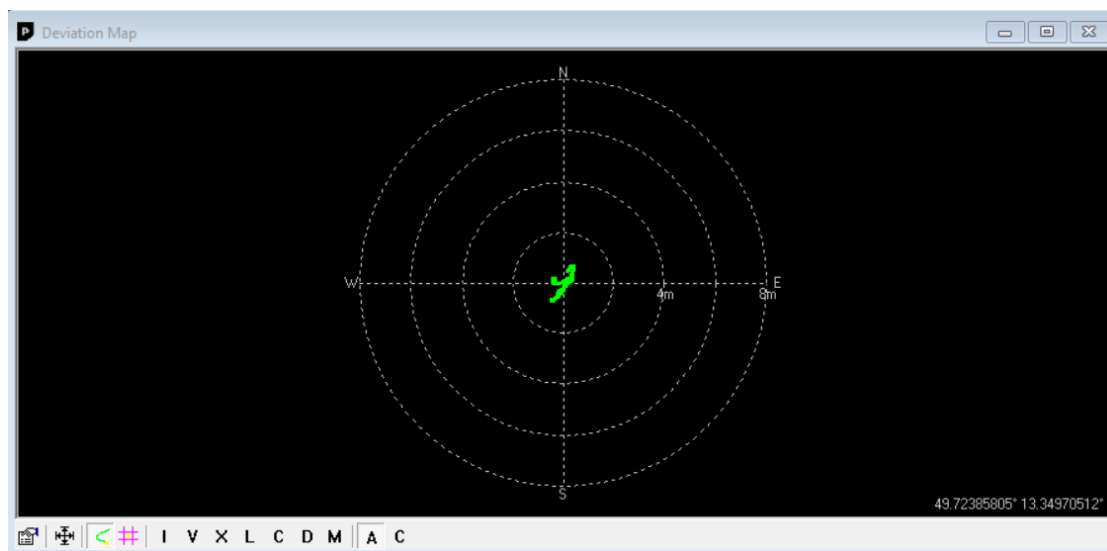 Deviation Map
N
W E
4m 8m
S
49.72385805° 13.34970512°
I V X L C D M A C